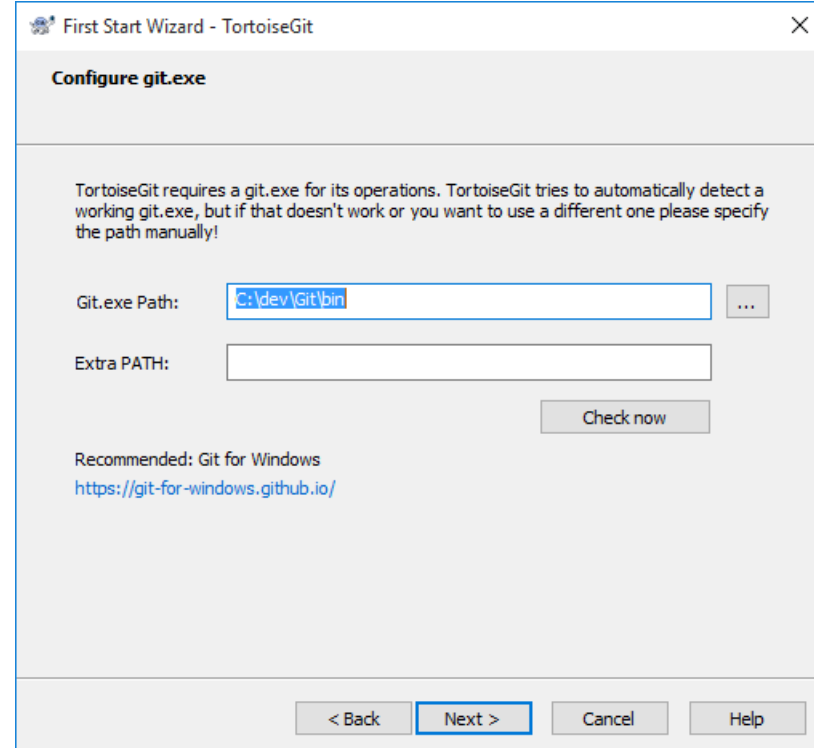 First Start Wizard - TortoiseGit
Configure git.exe
TortoiseGit requires a git.exe for its operations. TortoiseGit tries to automatically detect a
working git.exe, but if that doesn't work or you want to use a different one please specify
the path manually!
Git.exe Path: C:\dev\Git\bin ...
Extra PATH:
Check now
Recommended: Git for Windows
https://git-for-windows.github.io/
< Back Next > Cancel Help